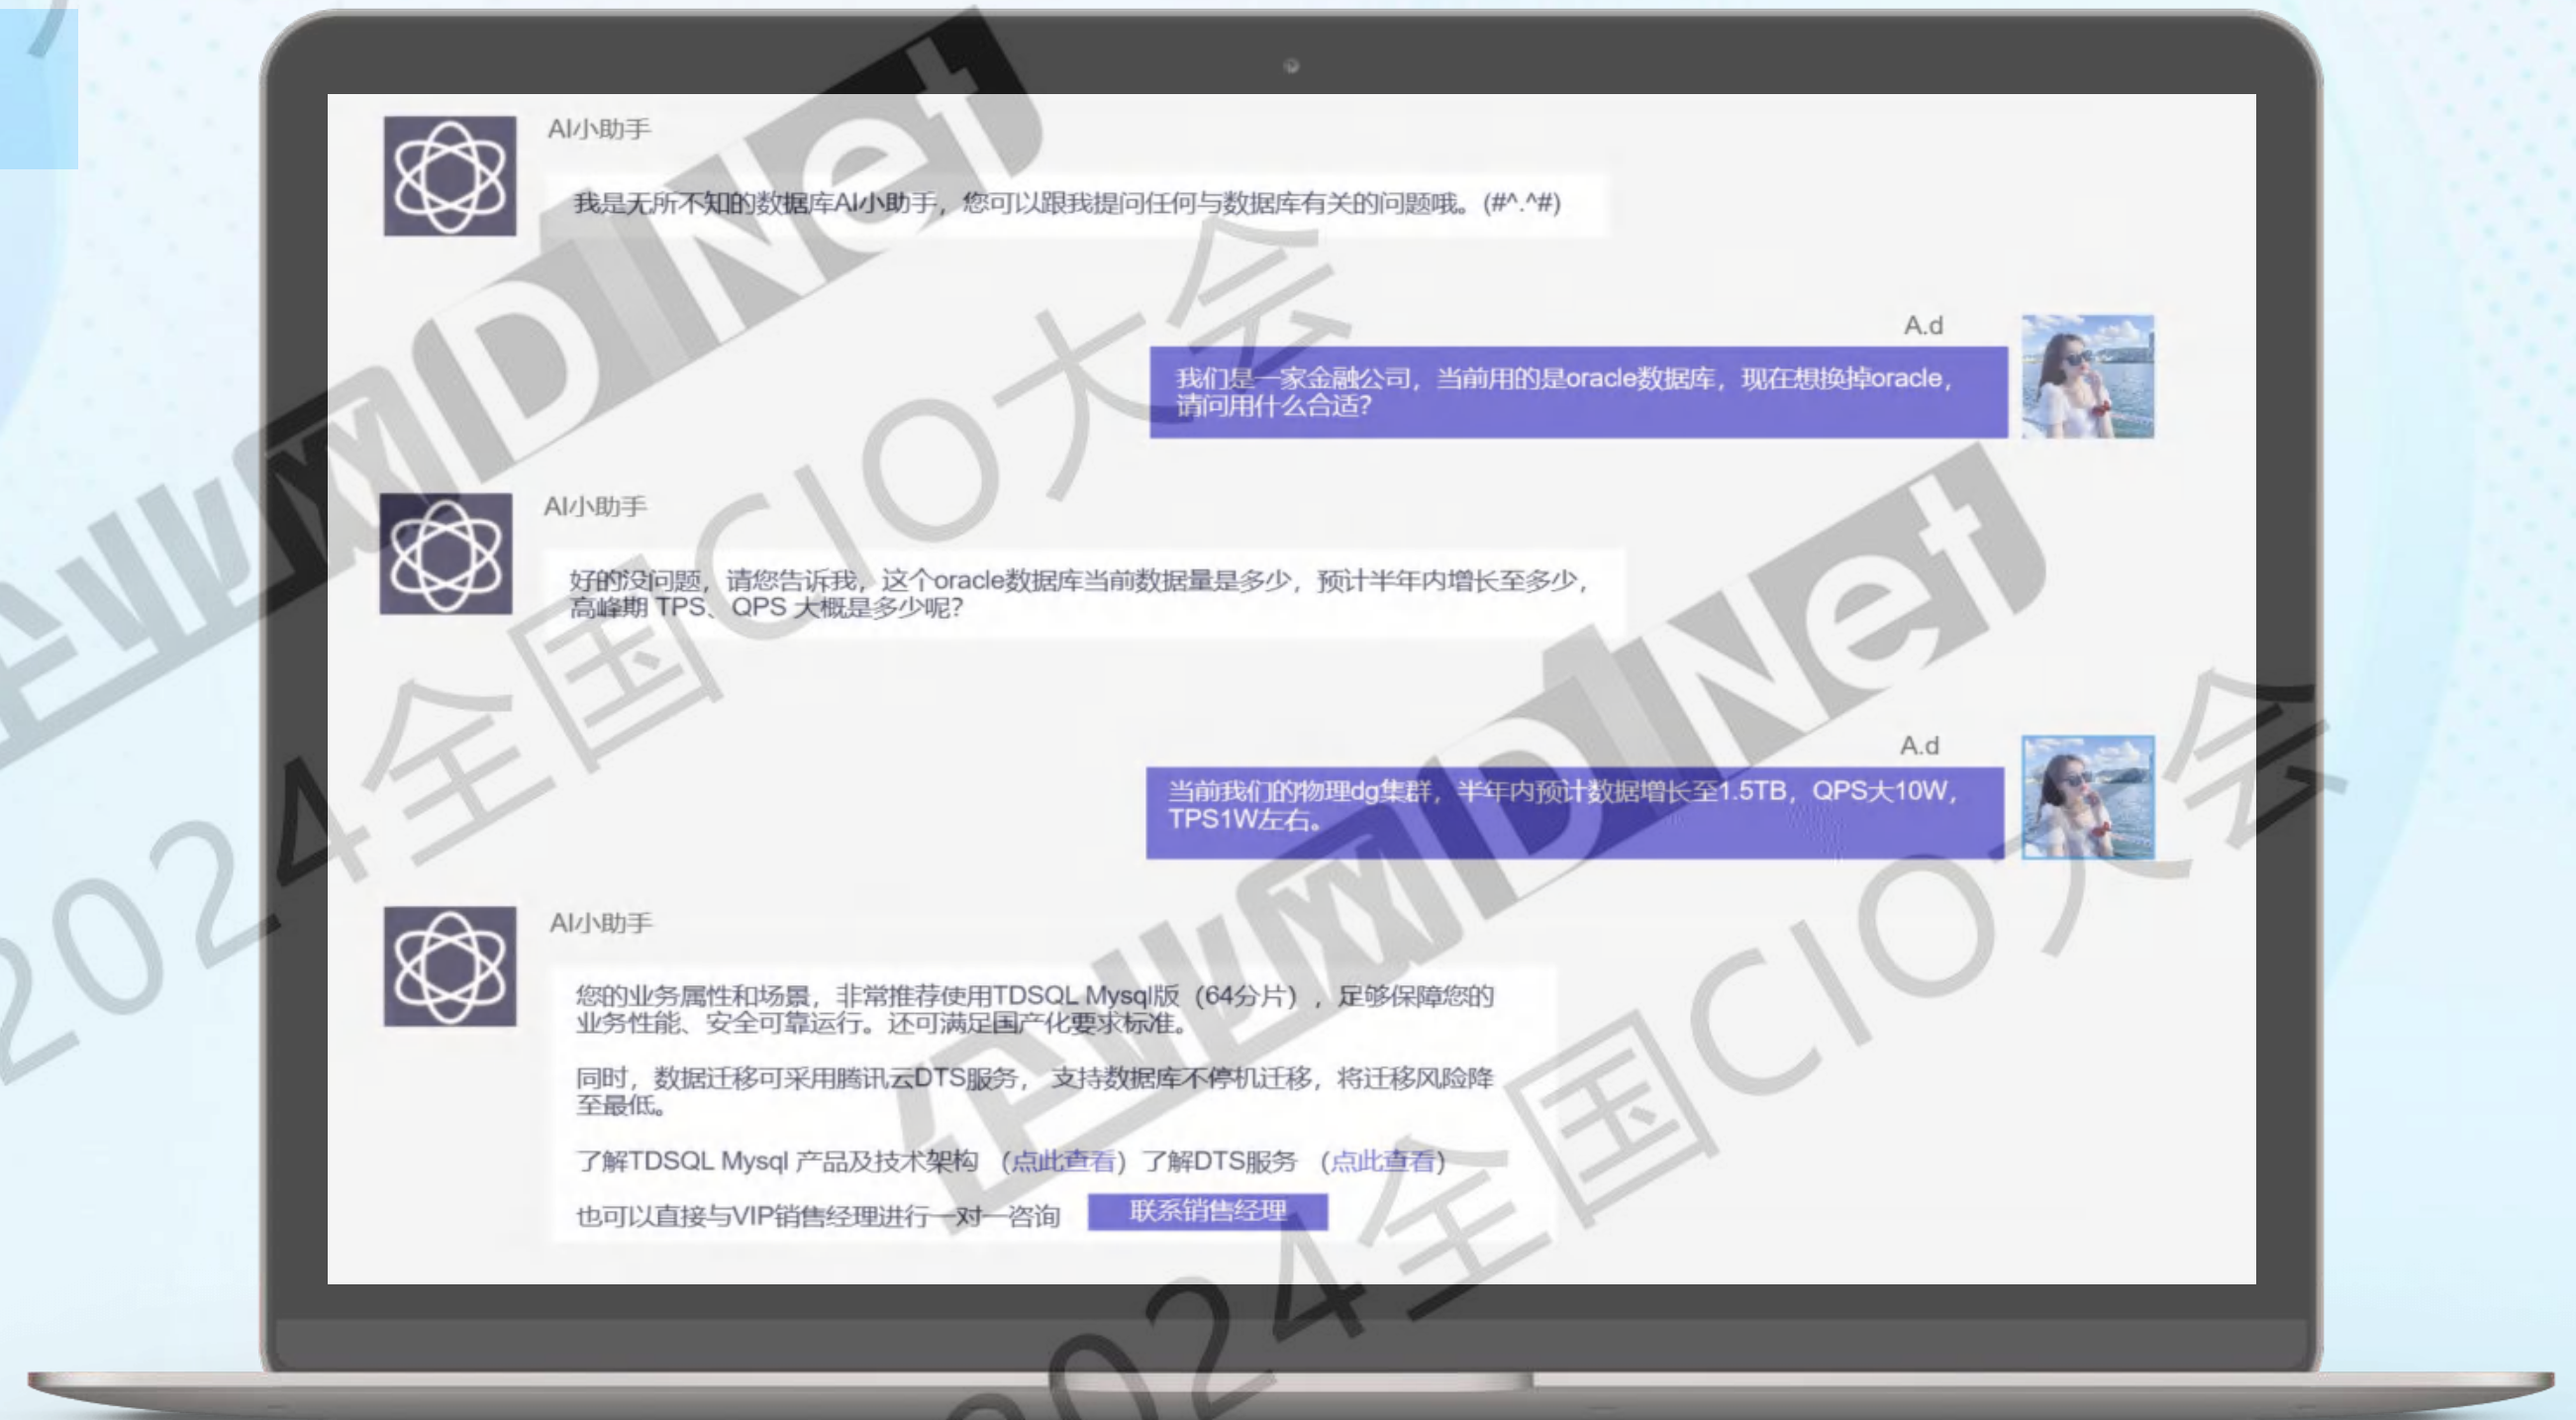 AI小助手
我是无所不知的数据库AI小助手，您可以跟我提问任何与数据库有关的问题哦。(#^.^#)
A.d
我们是一家金融公司，当前用的是oracle数据库，现在想换掉oracle，
请问用什么合适？
AI小助手
好的没问题，请您告诉我，这个oracle数据库当前数据量是多少，预计半年内增长至多少，
高峰期 TPS、QPS 大概是多少呢？
A.d
当前我们的物理dg集群，半年内预计数据增长至1.5TB，QPS大10W，
TPS1W左右。
AI小助手
您的业务属性和场景，非常推荐使用TDSQL Mysql版（64分片），足够保障您的
业务性能、安全可靠运行。还可满足国产化要求标准。
同时，数据迁移可采用腾讯云DTS服务， 支持数据库不停机迁移，将迁移风险降
至最低。
了解TDSQL Mysql 产品及技术架构 （点此查看）了解DTS服务 （点此查看）
也可以直接与VIP销售经理进行一对一咨询 联系销售经理
企业网D1Net
2024全国CIO大会
企业网D1Net
2024全国CIO大会